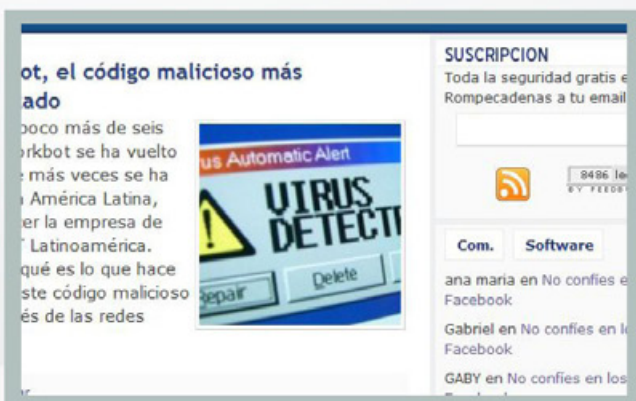 ot, el código malicioso más
ado
poco más de seis
rkbot se ha vuelto
más veces se ha
América Latina,
er la empresa de
Latinoamérica.
qué es lo que hace
ste código malicioso
és de las redes
us Automatic Alert
VIRUS
DETECT
Repair
Delete
SUSCRIPCION
Toda la seguridad gratis e
Rompecadenas a tu email
8486 le
BY FEEDB
Com.
Software
ana maria en No confíes e
Facebook
Gabriel en No confíes en l
Facebook
GABY en No confíes en los